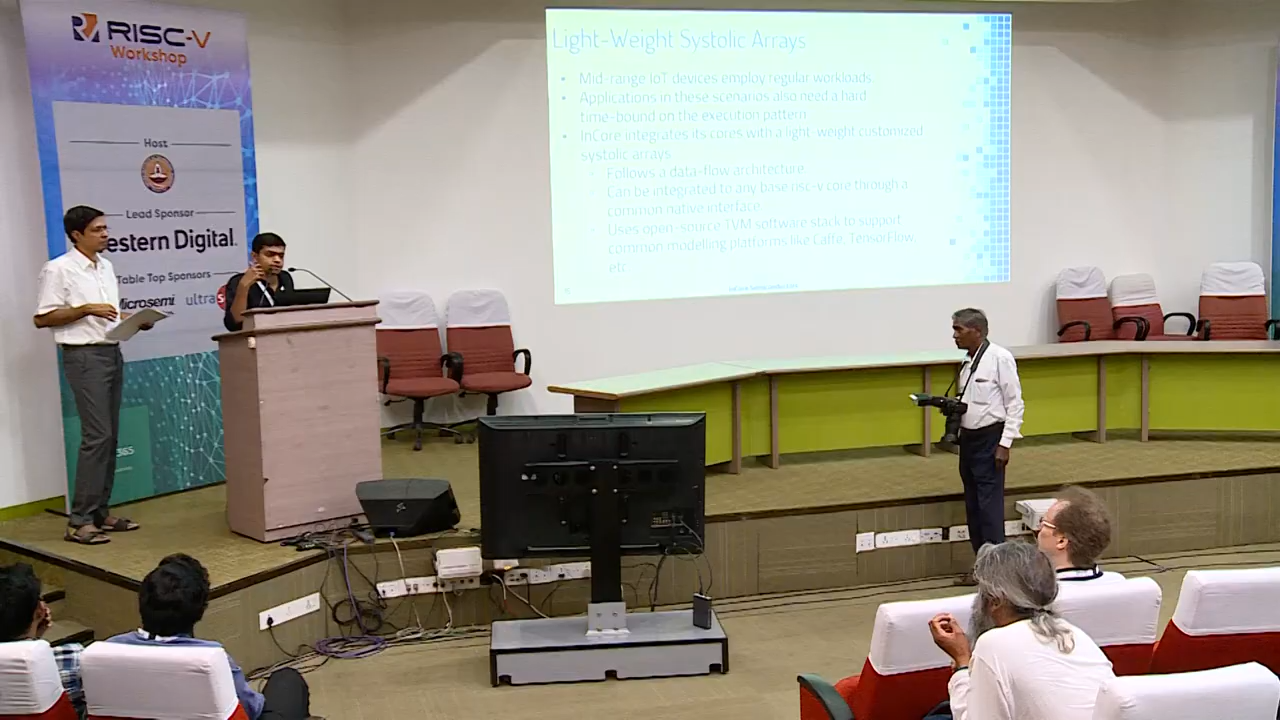 RISC-V
Workshop
Host
Lead Sponsor
estern Digital.
Table Top Sponsors
Microsemi ultra
365
Light-Weight Systolic Arrays
• Mid-range IoT devices employ regular workloads.
• Applications in these scenarios also need a hard
time-bound on the execution pattern.
• InCore integrates its cores with a light-weight customized
systolic arrays
• Follows a data-flow architecture.
• Can be integrated to any base risc-v core through a
common native interface.
• Uses open-source TVM software stack to support
common modelling platforms like Caffe, TensorFlow,
etc.